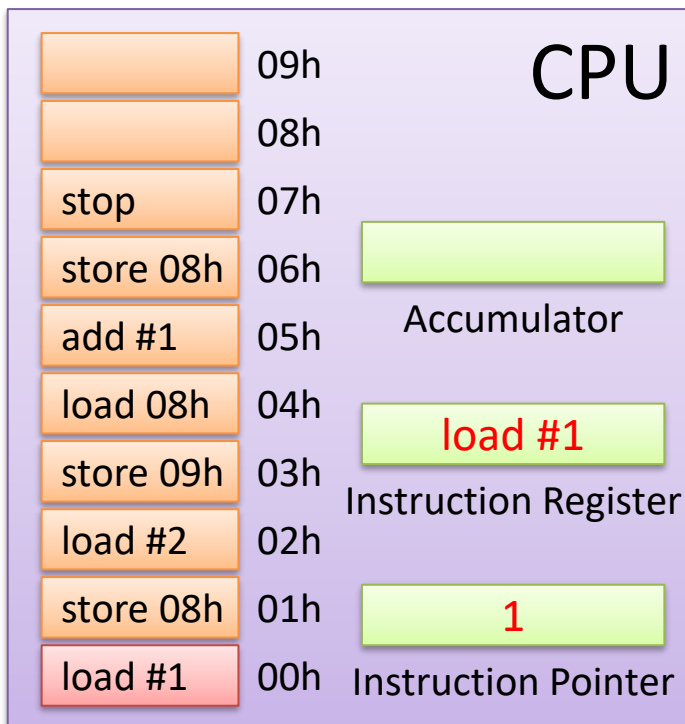 CPU
09h
08h
stop 07h
store 08h 06h
add #1 05h
load 08h 04h
store 09h 03h
load #2 02h
store 08h 01h
load #1 00h
Accumulator
load #1
Instruction Register
1
Instruction Pointer